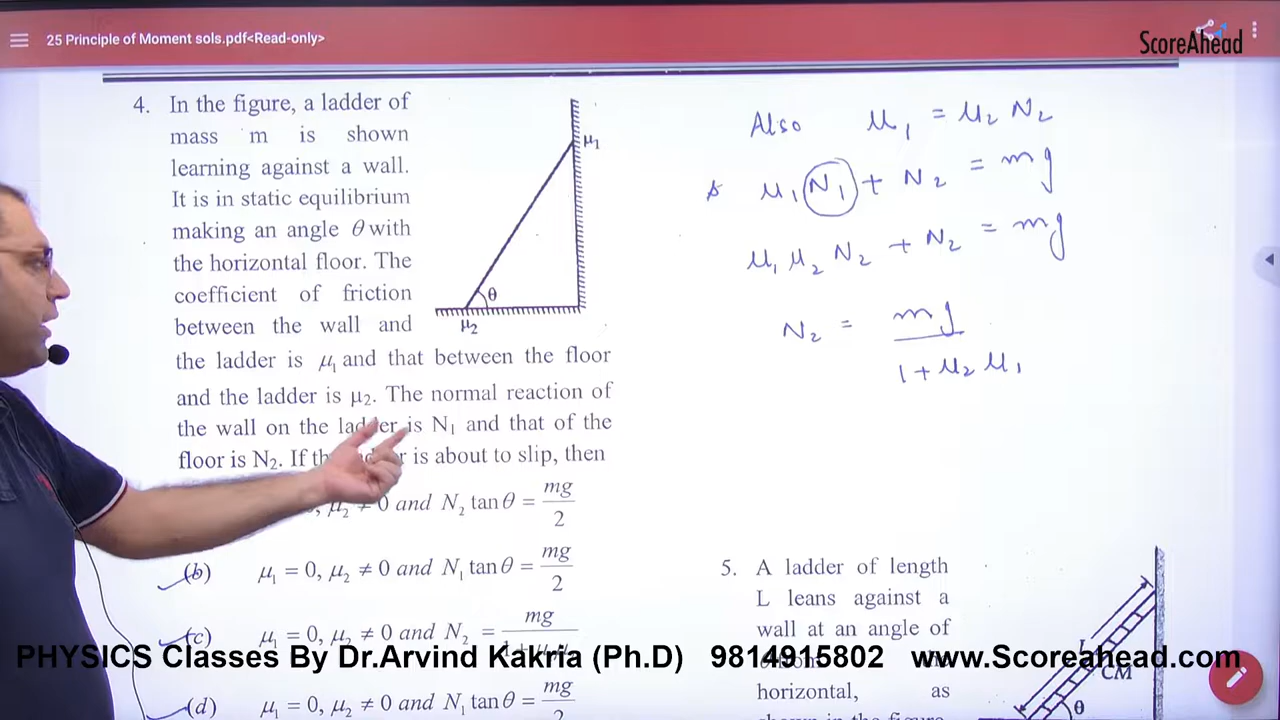 25 Principle of Moment sols.pdf<Read-only>
ScoreAhead
4. In the figure, a ladder of
mass m is shown
learning against a wall.
It is in static equilibrium
making an angle θ with
the horizontal floor. The
coefficient of friction
between the wall and
the ladder is μ₁ and that between the floor
and the ladder is μ₂. The normal reaction of
the wall on the ladder is N₁ and that of the
floor is N₂. If the is about to slip, then
μ₂ ≠ 0 and N₂ tanθ = mg/2
(b) μ₁ = 0, μ₂ ≠ 0 and N₁ tanθ = mg/2
(c) μ₁ = 0, μ₂ ≠ 0 and N₂ = mg
(d) μ₁ = 0, μ₂ ≠ 0 and N₁ tanθ = mg
μ₁
θ
μ₂
Also μ₁ = μ₂ N₂
μ₁ N₁ + N₂ = mg
μ₁ μ₂ N₂ + N₂ = mg
N₂ = mg / 1 + μ₂ μ₁
5. A ladder of length
L leans against a
wall at an angle of
horizontal, as
shown in the figure
L
CM
θ
PHYSICS Classes By Dr.Arvind Kakria (Ph.D) 9814915802 www.Scoreahead.com